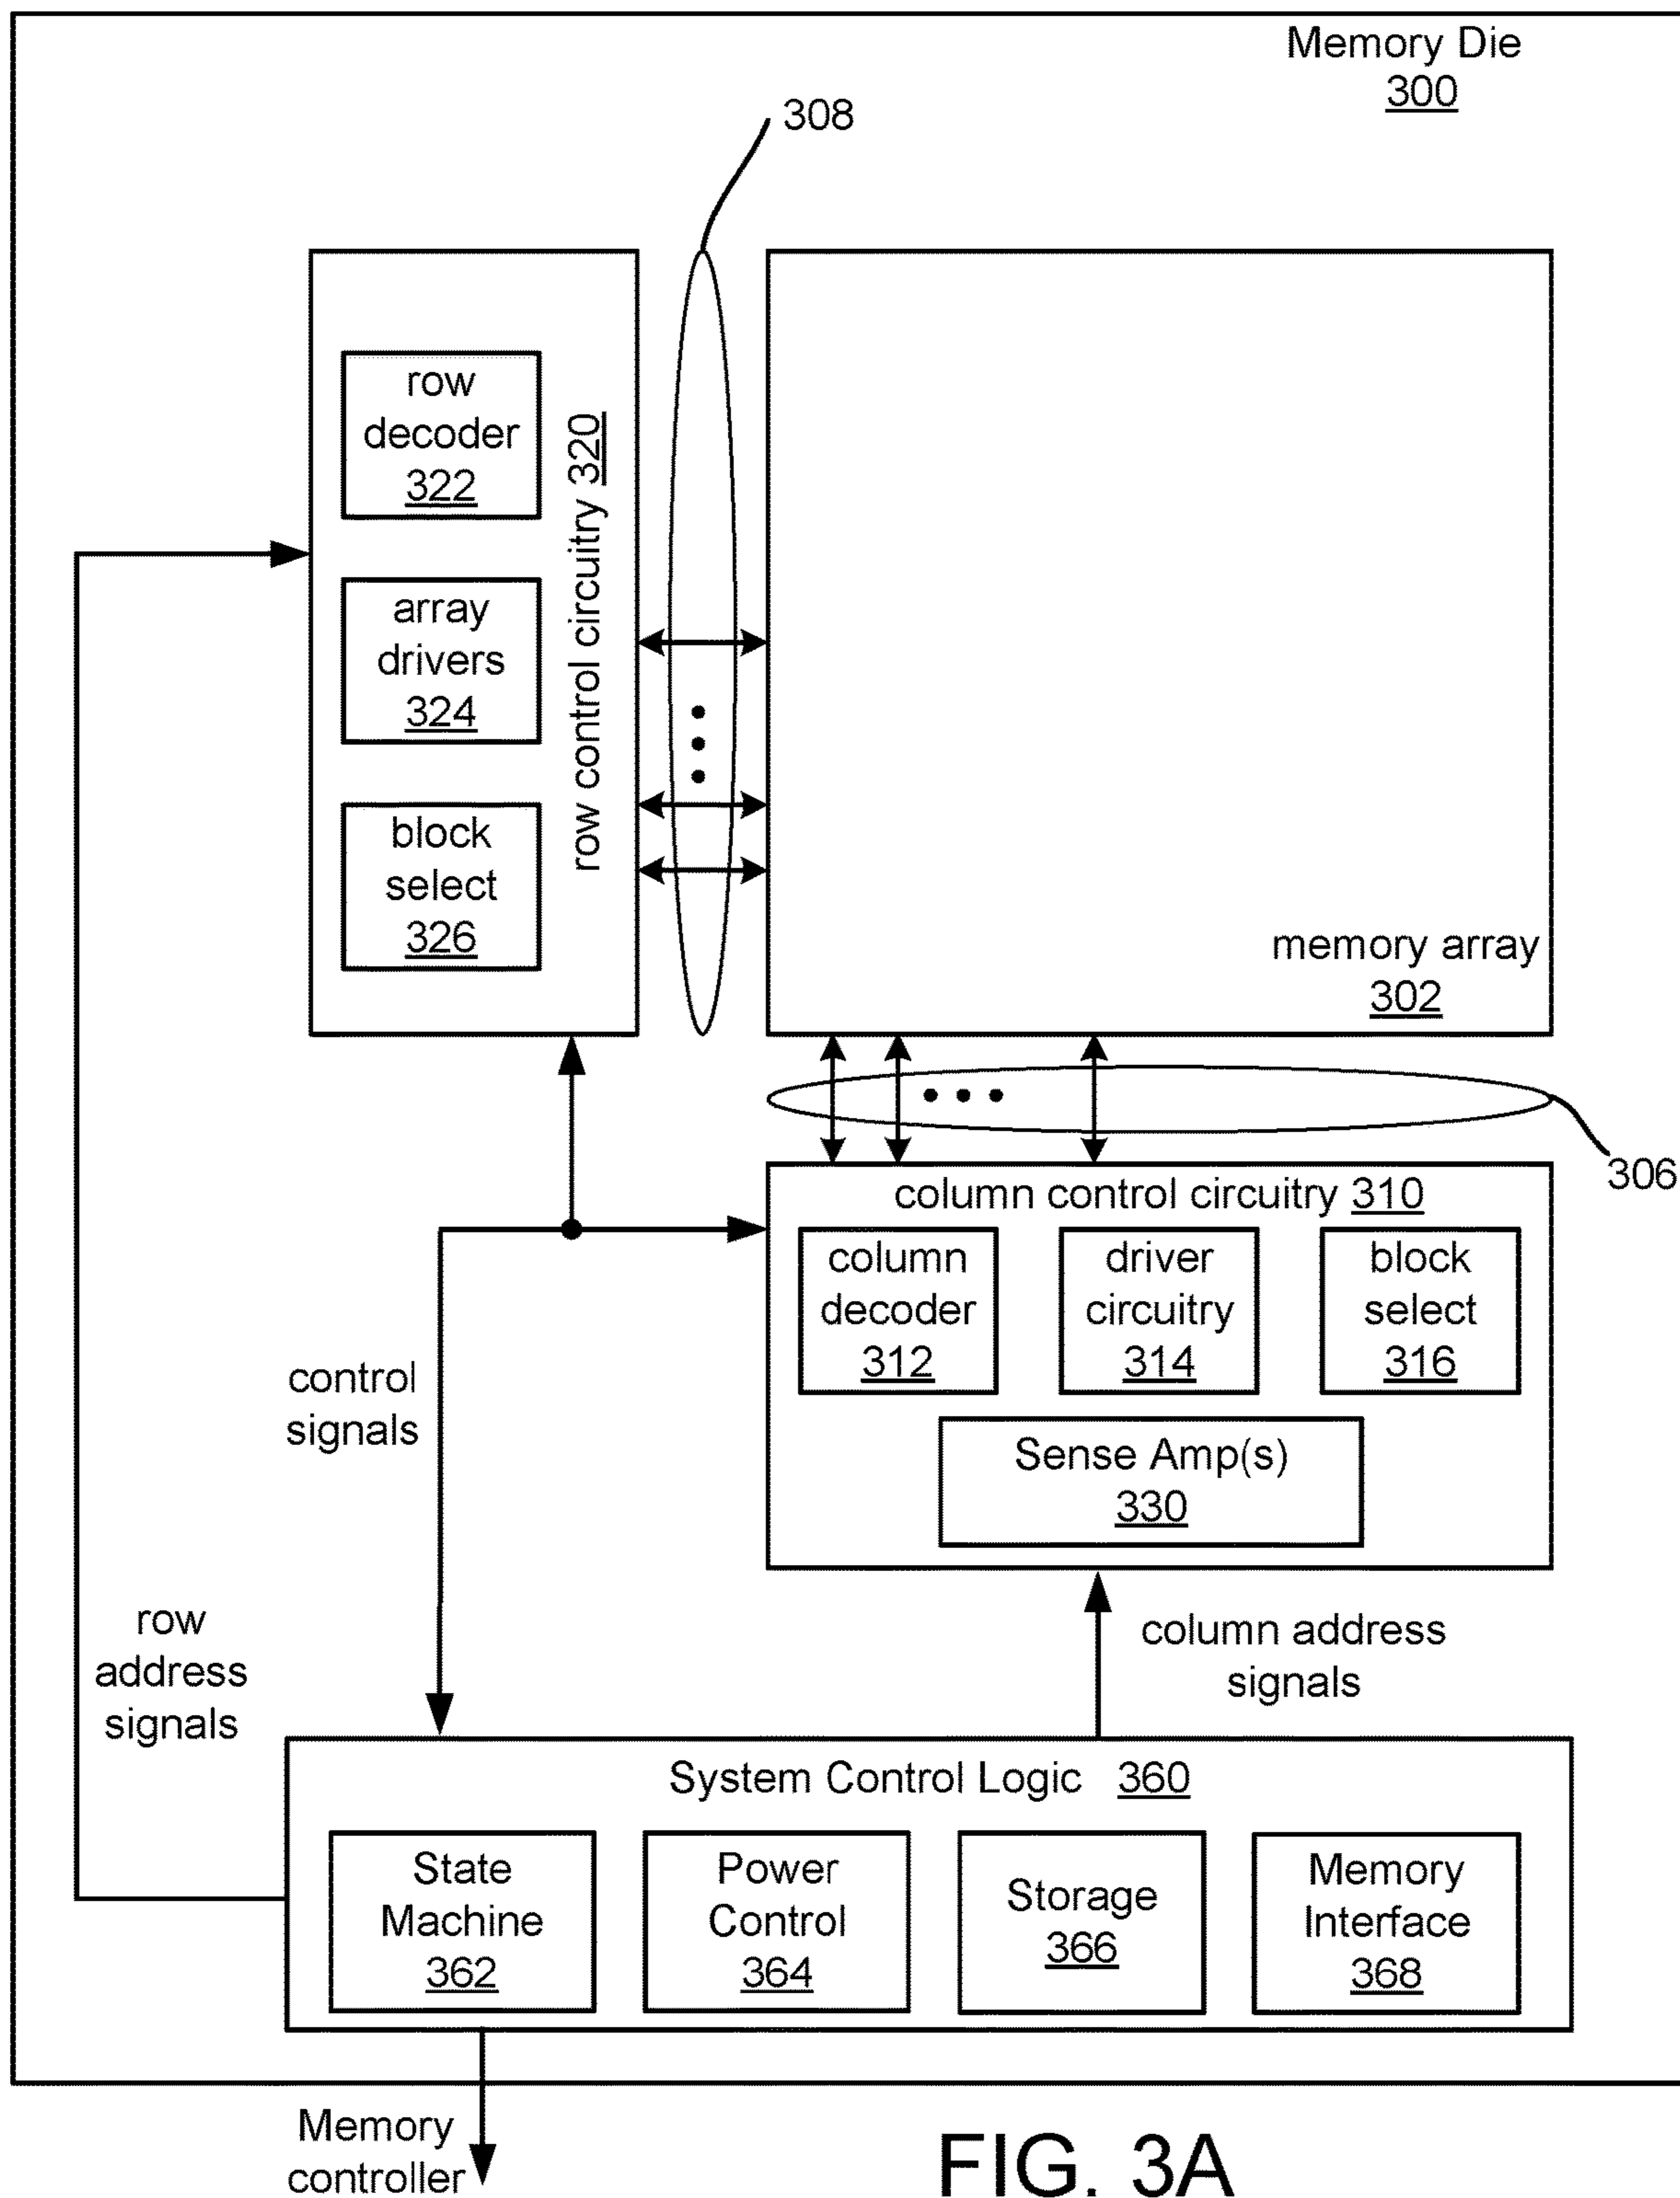 Memory Die
300
308
row
decoder
322
array
drivers
324
block
select
326
row control circuitry 320
memory array
302
306
column control circuitry 310
column
decoder
312
driver
circuitry
314
block
select
316
Sense Amp(s)
330
control
signals
row
address
signals
column address
signals
System Control Logic 360
State
Machine
362
Power
Control
364
Storage
366
Memory
Interface
368
Memory
controller
FIG. 3A